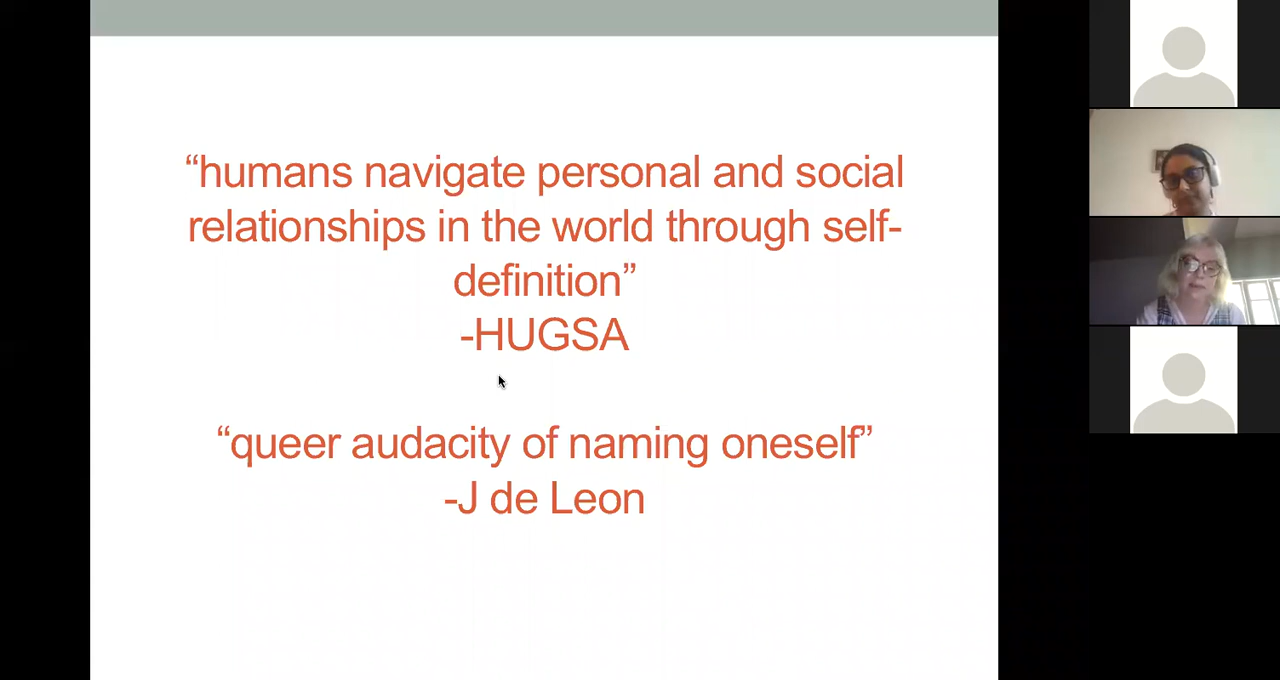 “humans navigate personal and social
relationships in the world through self-
definition”
-HUGSA
“queer audacity of naming oneself”
-J de Leon